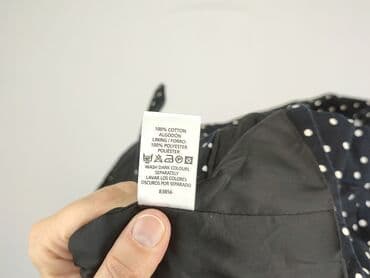 100% COTTON
ALGODÓN
LINING / FORRO:
100% POLYESTER
POLIÉSTER
WASH DARK COLOURS
SEPARATELY
LAVAR LOS COLORES
OSCUROS POR SEPARADO
83856